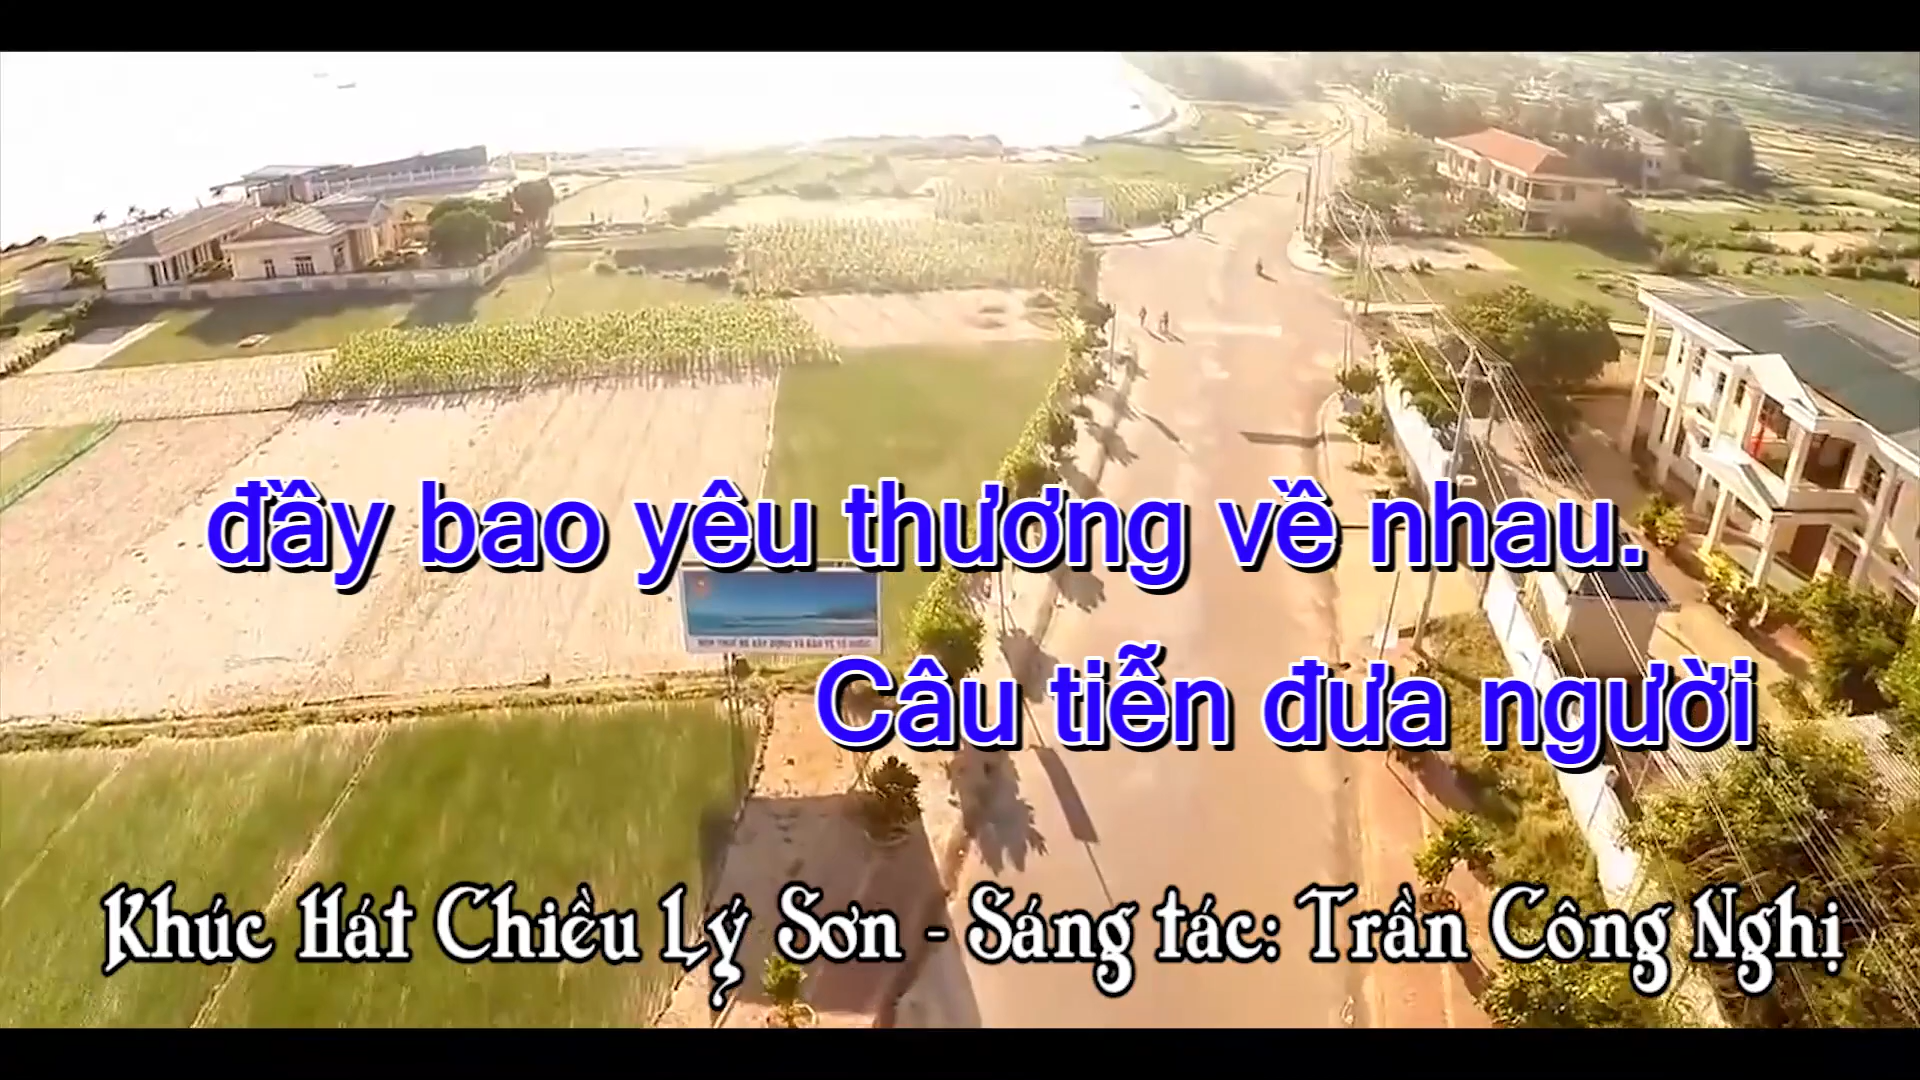 đầy bao yêu thương về nhau.
Câu tiễn đưa người
Khúc Hát Chiều Lý Sơn - Sáng tác: Trần Công Nghị